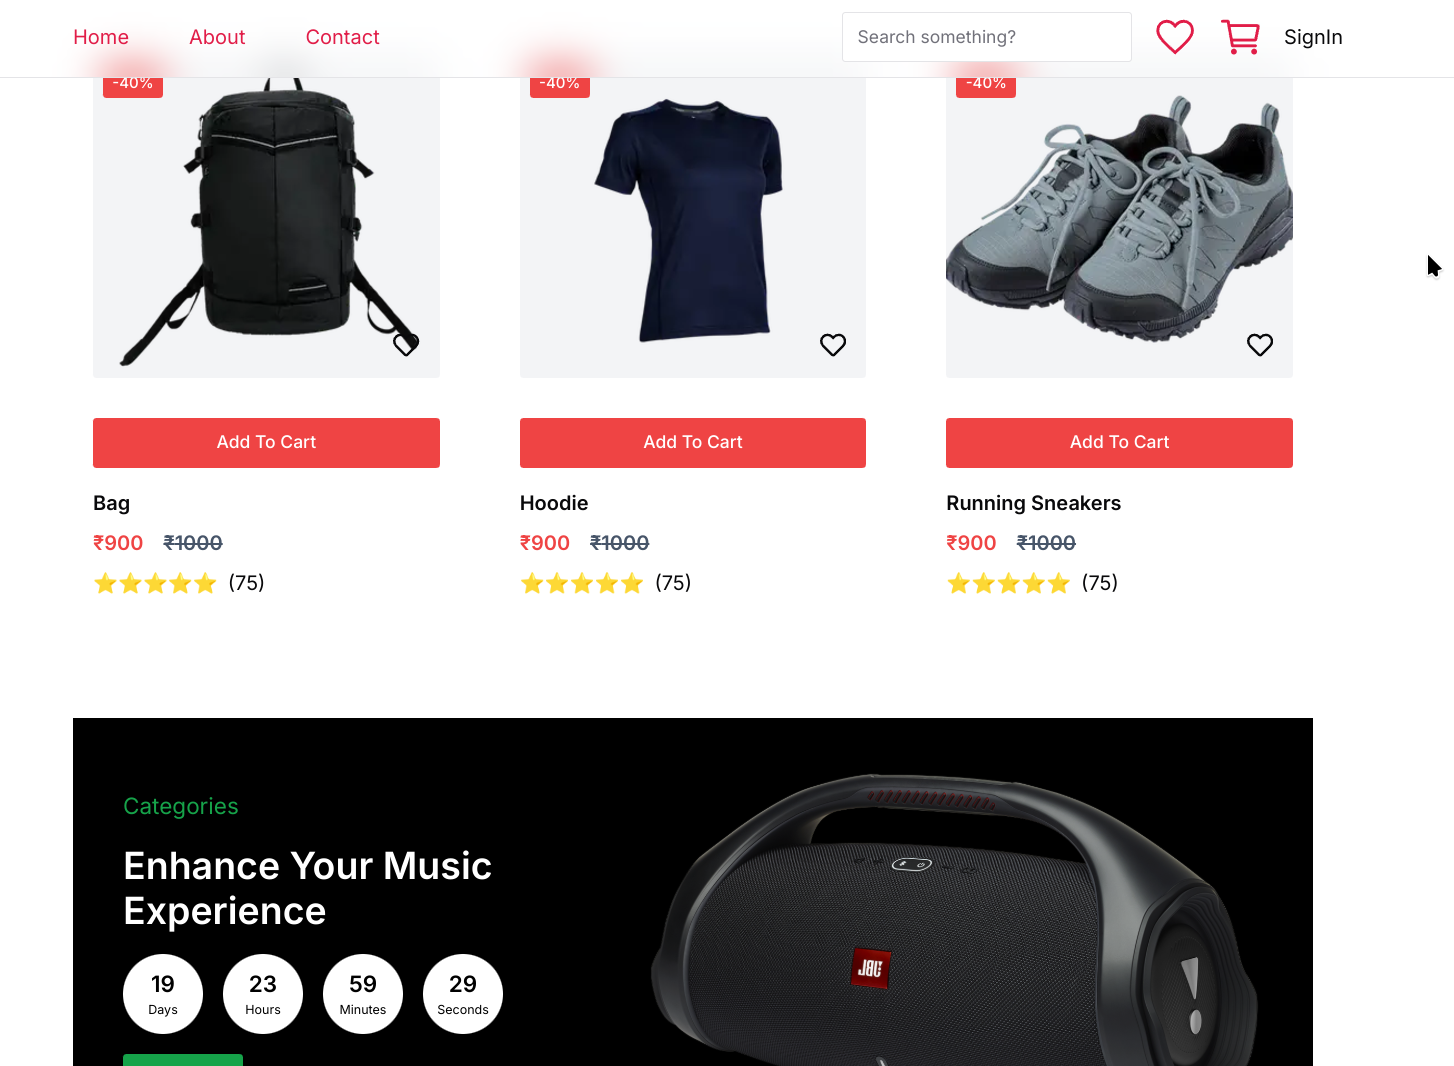 Home About Contact Search something? SignIn
-40% -40% -40%
Add To Cart Add To Cart Add To Cart
Bag Hoodie Running Sneakers
₹900 ₹1000 ₹900 ₹1000 ₹900 ₹1000
⭐⭐⭐⭐⭐ (75) ⭐⭐⭐⭐⭐ (75) ⭐⭐⭐⭐⭐ (75)
Categories
Enhance Your Music
Experience
19 23 59 29
Days Hours Minutes Seconds
JBL
!